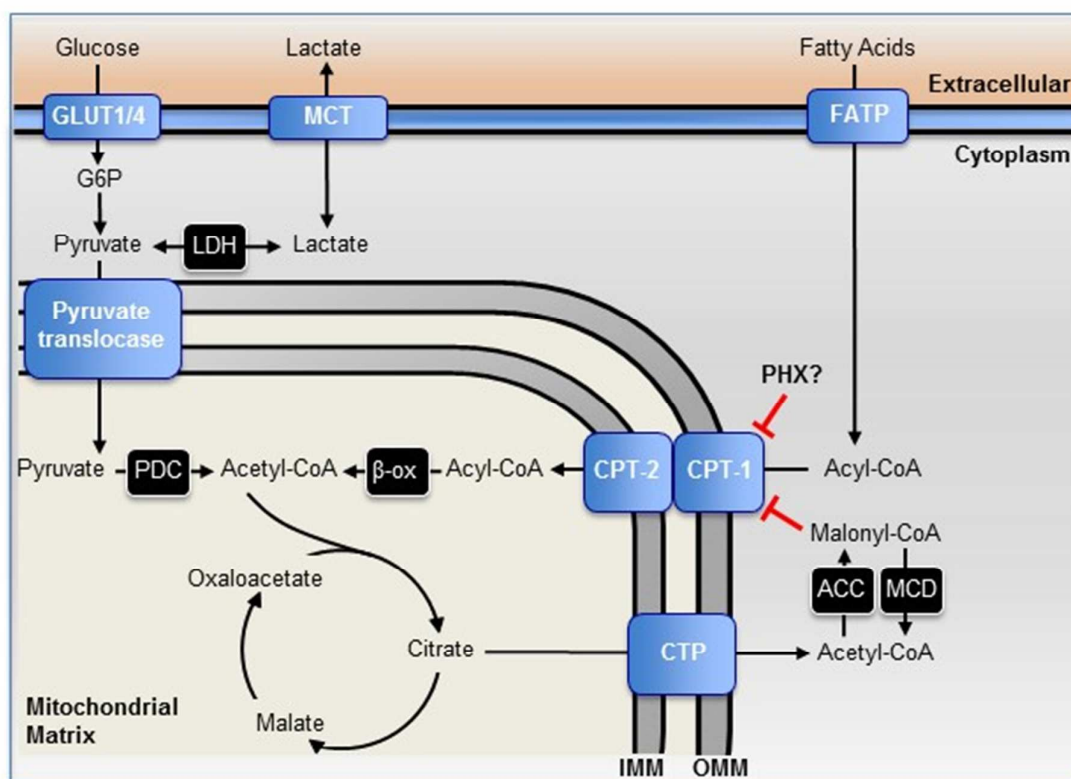 Glucose
Lactate
Fatty Acids
Extracellular
GLUT1/4
MCT
FATP
Cytoplasm
G6P
Pyruvate
LDH
Lactate
Pyruvate
translocase
PHX?
Pyruvate
PDC
Acetyl-CoA
β-ox
Acyl-CoA
CPT-2
CPT-1
Acyl-CoA
Malonyl-CoA
ACC
MCD
Oxaloacetate
Citrate
CTP
Acetyl-CoA
Malate
Mitochondrial
Matrix
IMM
OMM